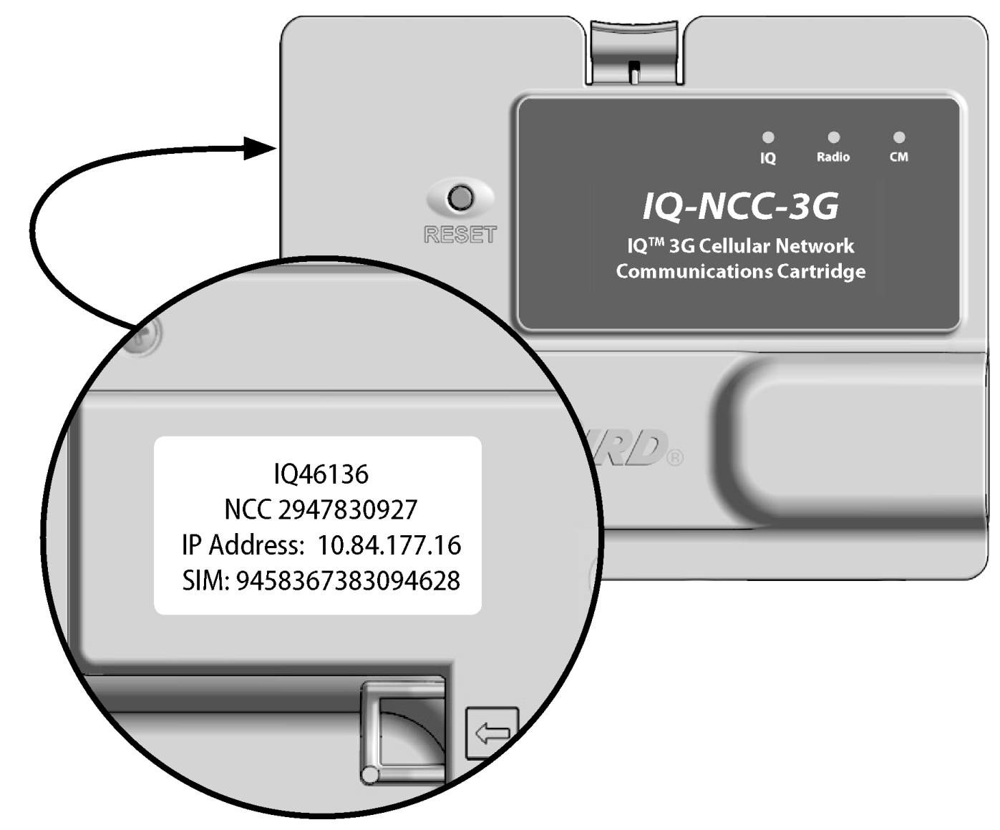 IQ Radio CM
IQ-NCC-3G
IQ™ 3G Cellular Network
Communications Cartridge
RESET
IRD®
IQ46136
NCC 2947830927
IP Address: 10.84.177.16
SIM: 9458367383094628